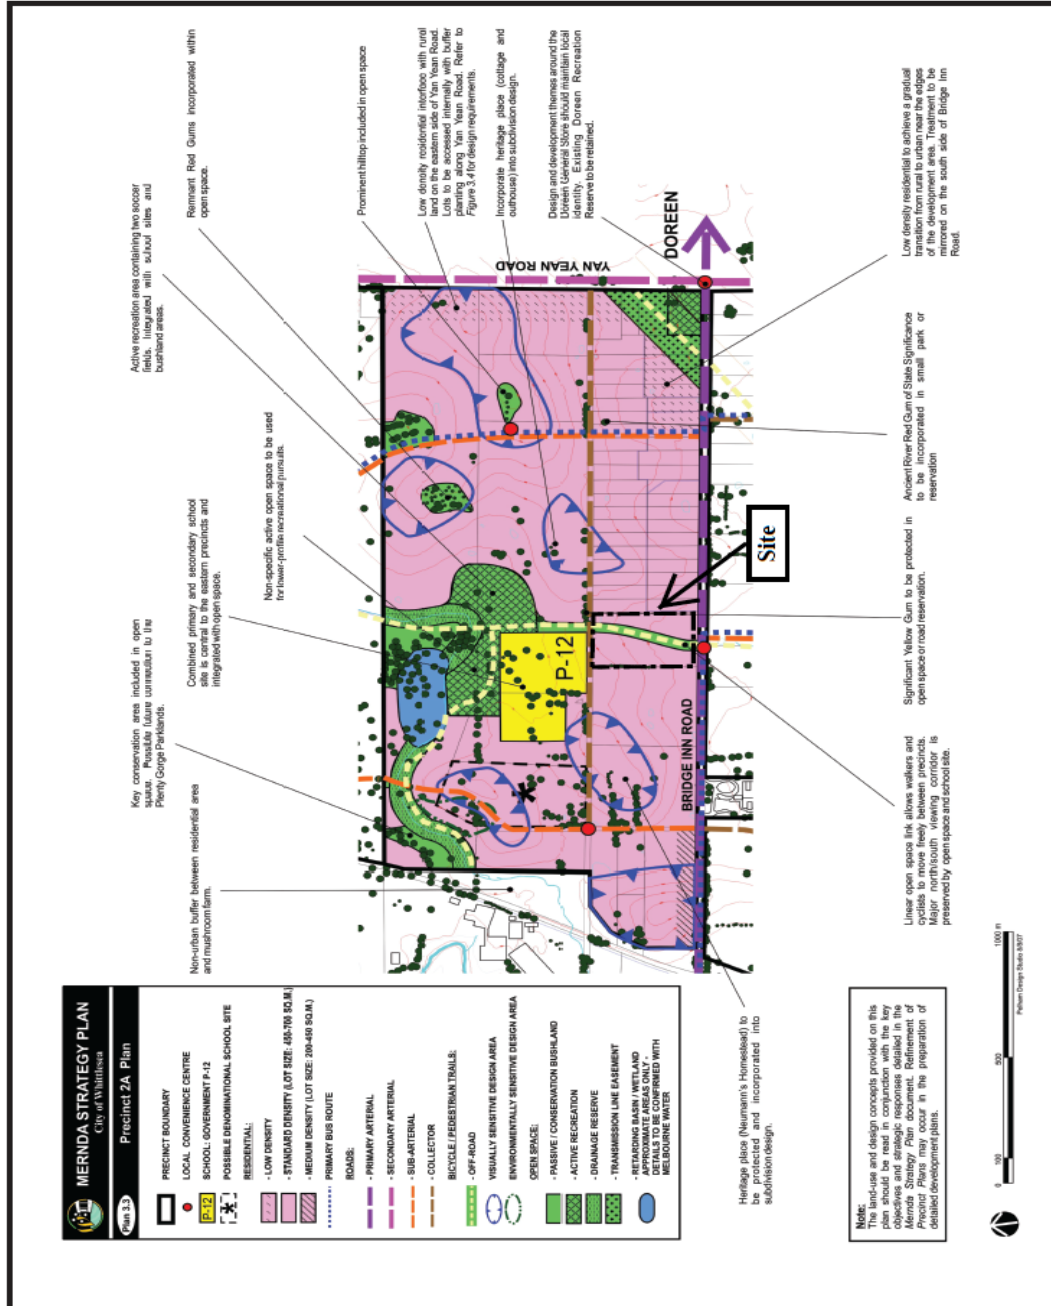 MERNDA STRATEGY PLAN
City of Whittlesea
Plan 3.3
Precinct 2A Plan
PRECINCT BOUNDARY
LOCAL CONVENIENCE CENTRE
P-12
SCHOOL: GOVERNMENT P-12
POSSIBLE DENOMINATIONAL SCHOOL SITE
RESIDENTIAL:
- LOW DENSITY
- STANDARD DENSITY (LOT SIZE: 450-700 SQ.M.)
- MEDIUM DENSITY (LOT SIZE: 200-450 SQ.M.)
PRIMARY BUS ROUTE
ROADS:
- PRIMARY ARTERIAL
- SECONDARY ARTERIAL
- SUB-ARTERIAL
- COLLECTOR
BICYCLE / PEDESTRIAN TRAILS:
- OFF-ROAD
VISUALLY SENSITIVE DESIGN AREA
ENVIRONMENTALLY SENSITIVE DESIGN AREA
OPEN SPACE:
- PASSIVE / CONSERVATION BUSHLAND
- ACTIVE RECREATION
- DRAINAGE RESERVE
- TRANSMISSION LINE EASEMENT
- RETARDING BASIN / WETLAND
APPROXIMATE AREAS ONLY -
DETAILS TO BE CONFIRMED WITH
MELBOURNE WATER
Note:
The land-use and design concepts provided on this
plan should be read in conjunction with the key
objectives and strategic responses detailed in the
Mernda Strategy Plan document. Refinement of
Precinct Plans may occur in the preparation of
detailed development plans.
Non-urban buffer between residential area
and mushroom farm.
Key conservation area included in open
space. Possible future connection to the
Plenty Gorge Parklands.
Combined primary and secondary school
site is central to the eastern precincts and
integrated with open space.
Non-specific active open space to be used
for lower-profile recreational pursuits.
Active recreation area containing two soccer
fields. Integrated with school sites and
bushland areas.
Remnant Red Gums incorporated within
open space.
Prominent hilltop included in open space
Low density residential interface with rural
land on the eastern side of Yan Yean Road.
Lots to be accessed internally with buffer
planting along Yan Yean Road. Refer to
Figure 3.4 for design requirements.
Incorporate heritage place (cottage and
outhouse) into subdivision design.
Design and development themes around the
Doreen General Store should maintain local
identity. Existing Doreen Recreation
Reserve to be retained.
YAN YEAN ROAD
DOREEN
P-12
Site
BRIDGE INN ROAD
Heritage place (Neumann's Homestead) to
be protected and incorporated into
subdivision design.
Linear open space link allows walkers and
cyclists to move freely between precincts.
Major north/south viewing corridor is
preserved by open space and school site.
Significant Yellow Gum to be protected in
open space or road reservation.
Ancient River Red Gum of State Significance
to be incorporated in small park or
reservation
Low density residential to achieve a gradual
transition from rural to urban near the edges
of the development area. Treatment to be
mirrored on the south side of Bridge Inn
Road.
0 100 500 1000 m